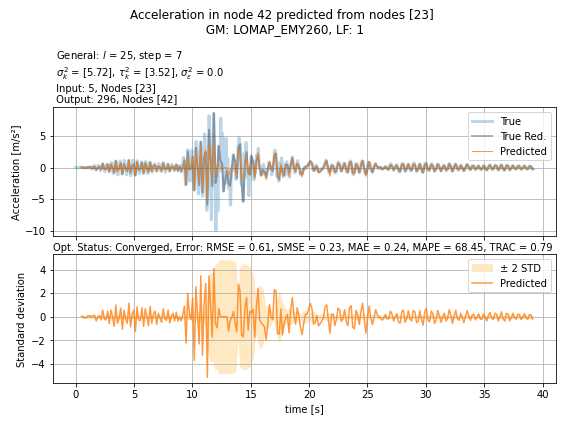 Acceleration in node 42 predicted from nodes [23]
GM: LOMAP_EMY260, LF: 1
General: l = 25, step = 7
σ²ₖ = [5.72], τ²ₖ = [3.52], σ²ₑ = 0.0
Input: 5, Nodes [23]
Output: 296, Nodes [42]
Acceleration [m/s²]
5
0
−5
−10
True
True Red.
Predicted
Opt. Status: Converged, Error: RMSE = 0.61, SMSE = 0.23, MAE = 0.24, MAPE = 68.45, TRAC = 0.79
Standard deviation
4
2
0
−2
−4
± 2 STD
Predicted
0 5 10 15 20 25 30 35 40
time [s]